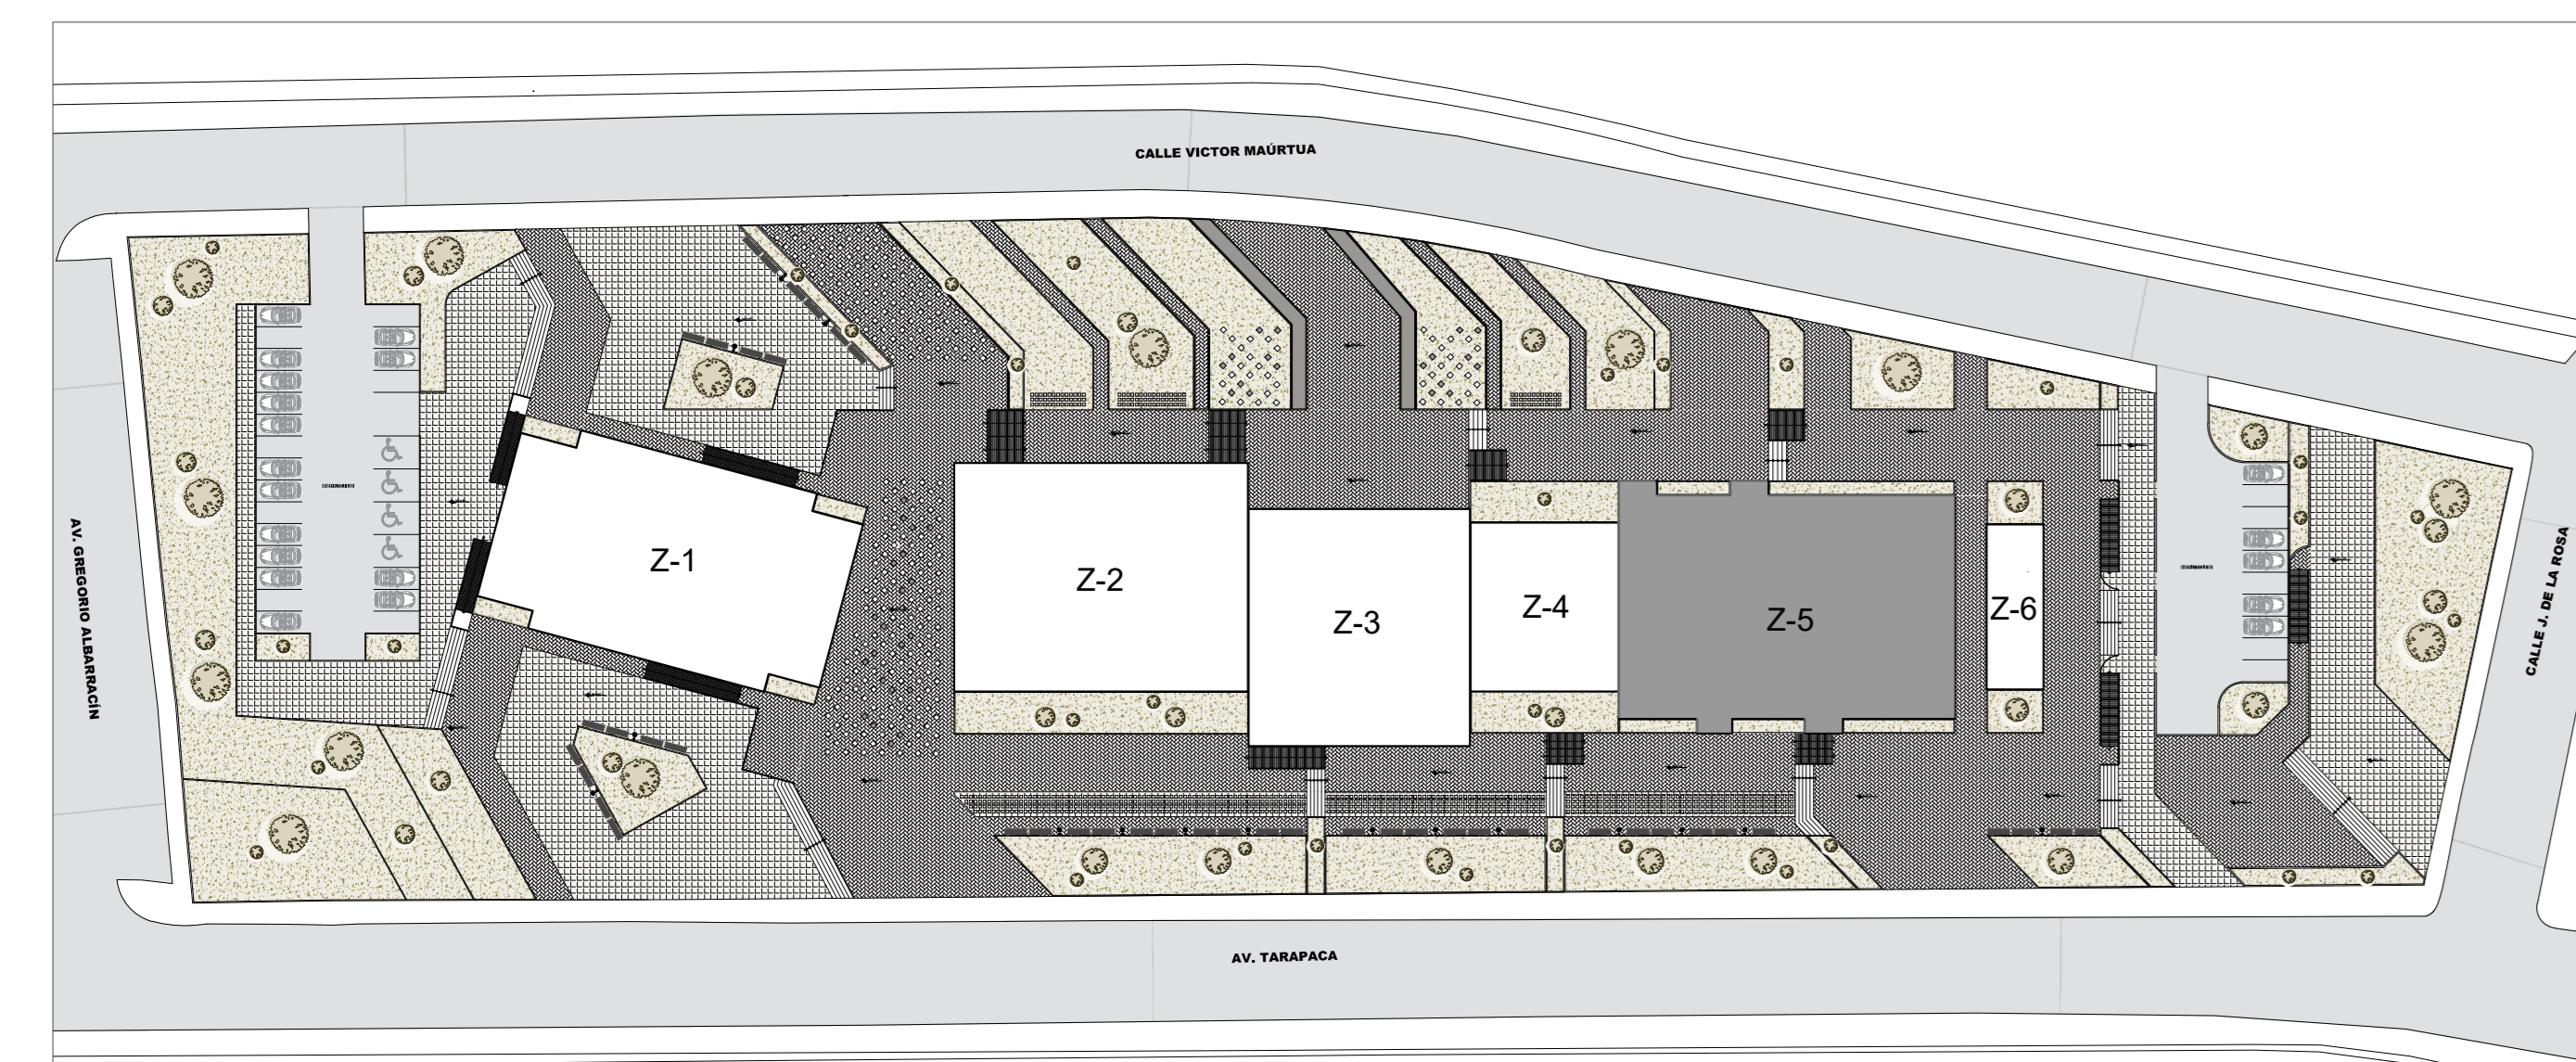 CALLE VICTOR MAÚRTUA
AV. GREGORIO ALBARRACÍN
Z-1
Z-2
Z-3
Z-4
Z-5
Z-6
CALLE J. DE LA ROSA
AV. TARAPACA